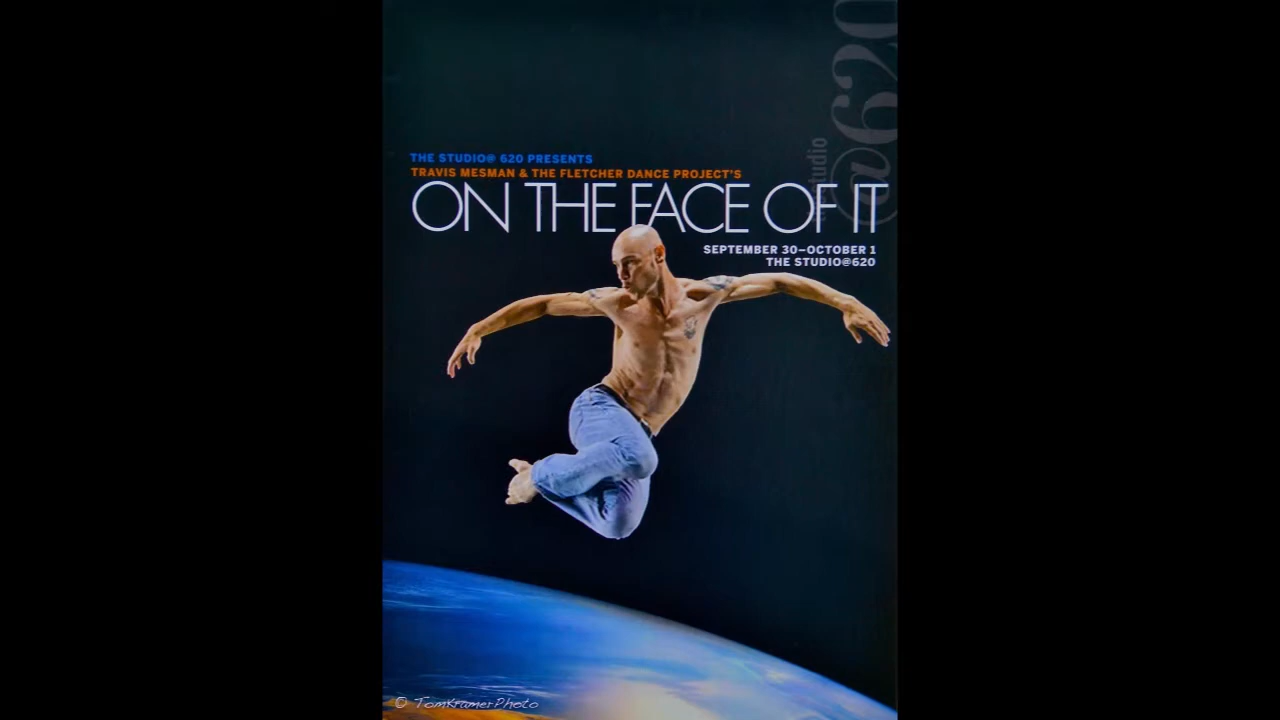 @620
studio
THE STUDIO@ 620 PRESENTS
TRAVIS MESMAN & THE FLETCHER DANCE PROJECT'S
ON THE FACE OF IT
SEPTEMBER 30–OCTOBER 1
THE STUDIO@620
© TomKramerPhoto